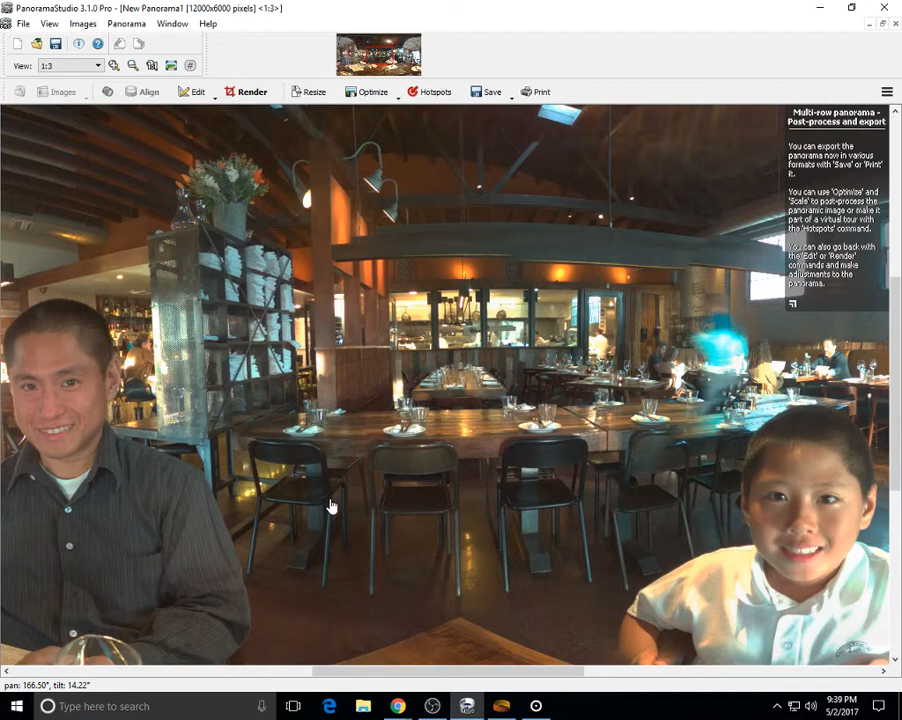 PanoramaStudio 3.1.0 Pro - [New Panorama1 [12000x6000 pixels] <1:3>]
File View Images Panorama Window Help
View: 1:3
Images Align Edit Render Resize Optimize Hotspots Save Print
Multi-row panorama -
Post-process and export
You can export the
panorama now in various
formats with 'Save' or 'Print'
it.
You can use 'Optimize' and
'Scale' to post-process the
panoramic image or make it
part of a virtual tour with
the 'Hotspots' command.
You can also go back with
the 'Edit' or 'Render'
commands and make
adjustments to the
panorama.
pan: 166.50°, tilt: 14.22°
Type here to search
9:39 PM
5/2/2017